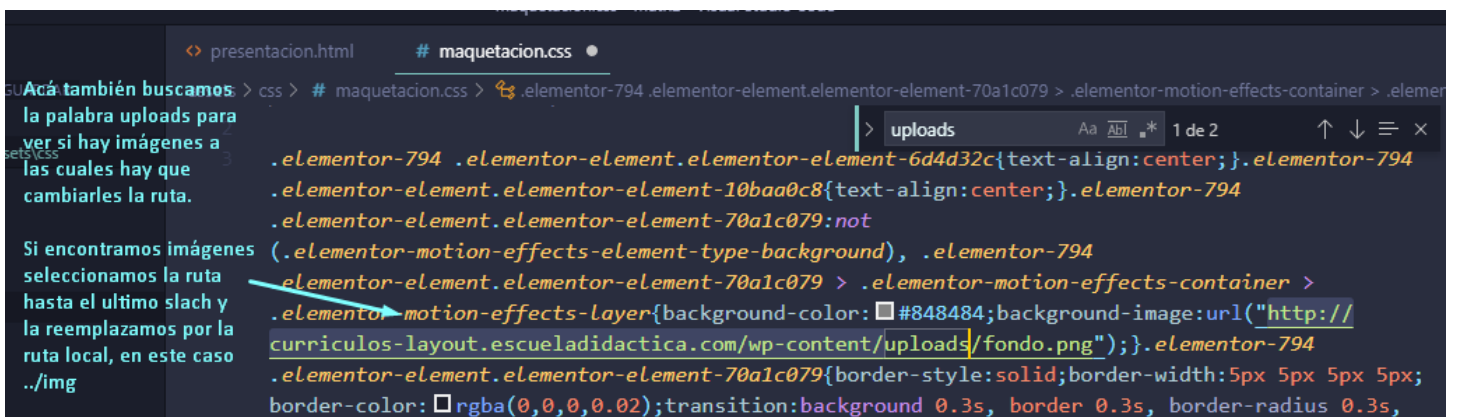 presentacion.html
# maquetacion.css ●
> css > # maquetacion.css > .elementor-794 .elementor-element.elementor-element-70a1c079 > .elementor-motion-effects-container >
Acá también buscamos
la palabra uploads para
ver si hay imágenes a
las cuales hay que
cambiarles la ruta.
Si encontramos imágenes
seleccionamos la ruta
hasta el ultimo slach y
la reemplazamos por la
ruta local, en este caso
../img
> uploads Aa Abl .* 1 de 2
3
.elementor-794 .elementor-element.elementor-element-6d4d32c{text-align:center;}.elementor-794
.elementor-element.elementor-element-10baa0c8{text-align:center;}.elementor-794
.elementor-element.elementor-element-70a1c079:not
(.elementor-motion-effects-element-type-background), .elementor-794
.elementor-element.elementor-element-70a1c079 > .elementor-motion-effects-container >
.elementor-motion-effects-layer{background-color:#848484;background-image:url("http://
curriculos-layout.escueladidactica.com/wp-content/uploads/fondo.png");}.elementor-794
.elementor-element.elementor-element-70a1c079{border-style:solid;border-width:5px 5px 5px 5px;
border-color:rgba(0,0,0,0.02);transition:background 0.3s, border 0.3s, border-radius 0.3s,